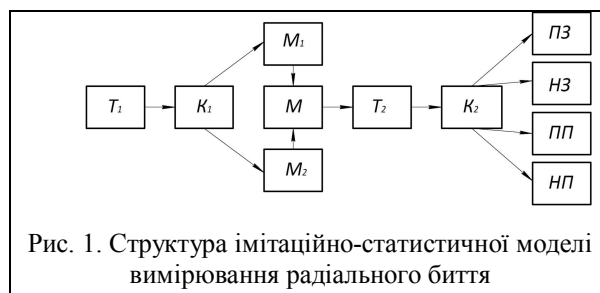 М₁
ПЗ
НЗ
Т₁
К₁
М
Т₂
К₂
М₂
ПП
НП
Рис. 1. Структура імітаційно-статистичної моделі
вимірювання радіального биття